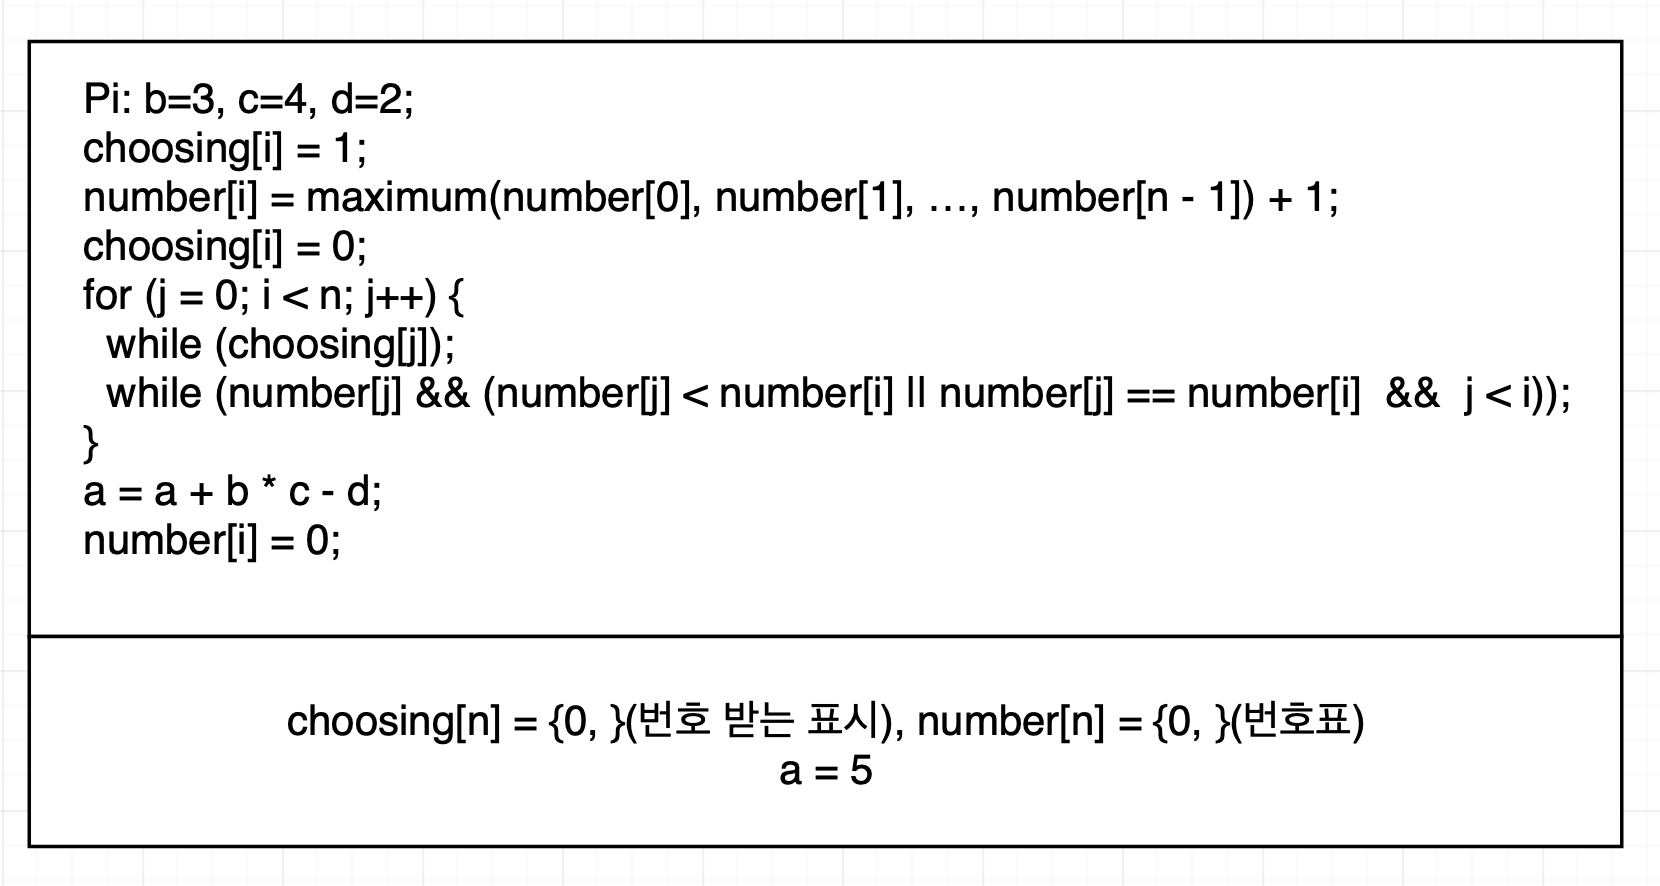 Pi: b=3, c=4, d=2;
choosing[i] = 1;
number[i] = maximum(number[0], number[1], …, number[n - 1]) + 1;
choosing[i] = 0;
for (j = 0; i < n; j++) {
  while (choosing[j]);
  while (number[j] && (number[j] < number[i] || number[j] == number[i]  &&  j < i));
}
a = a + b * c - d;
number[i] = 0;
choosing[n] = {0, }(번호 받는 표시), number[n] = {0, }(번호표)
a = 5